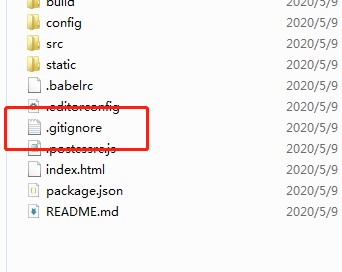 build 2020/5/9
config 2020/5/9
src 2020/5/9
static 2020/5/9
.babelrc 2020/5/9
.editorconfig 2020/5/9
.gitignore 2020/5/9
.postcssrc.js 2020/5/9
index.html 2020/5/9
package.json 2020/5/9
README.md 2020/5/9